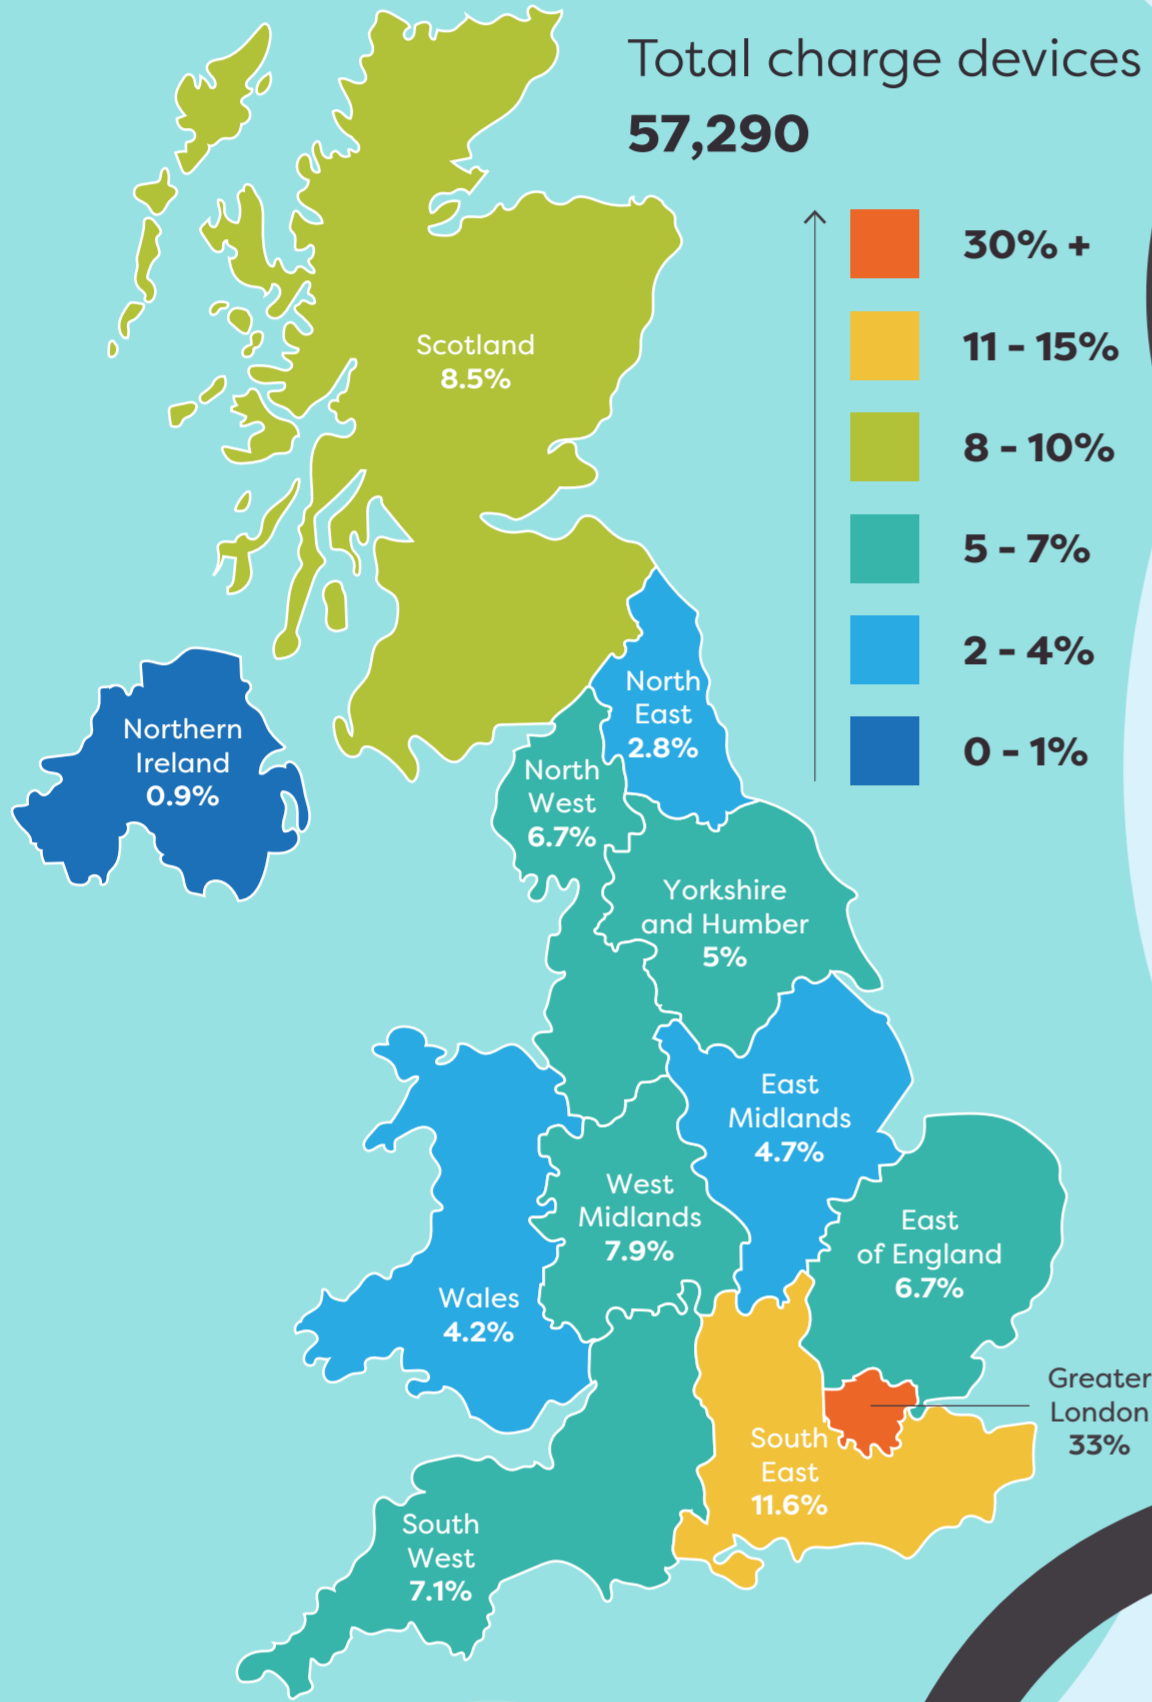 Total charge devices
57,290
30% +
11 - 15%
8 - 10%
5 - 7%
2 - 4%
0 - 1%
Scotland
8.5%
North
East
2.8%
Northern
Ireland
0.9%
North
West
6.7%
Yorkshire
and Humber
5%
East
Midlands
4.7%
West
Midlands
7.9%
East
of England
6.7%
Wales
4.2%
Greater
London
33%
South
East
11.6%
South
West
7.1%